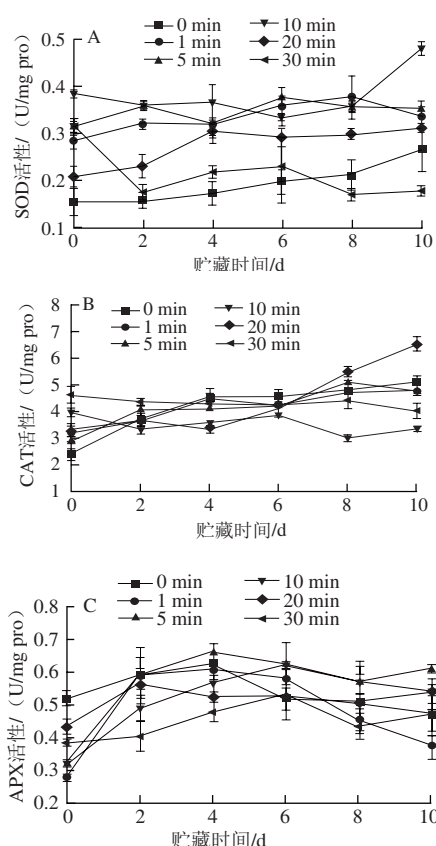 A
0 min 10 min
1 min 20 min
5 min 30 min
0.5
0.4
0.3
0.2
0.1
SOD活性/（U/mg pro）
0 2 4 6 8 10
贮藏时间/d
B
0 min 10 min
1 min 20 min
5 min 30 min
8
7
6
5
4
3
2
1
CAT活性/（U/mg pro）
0 2 4 6 8 10
贮藏时间/d
C
0 min 10 min
1 min 20 min
5 min 30 min
0.8
0.7
0.6
0.5
0.4
0.3
0.2
APX活性/（U/mg pro）
0 2 4 6 8 10
贮藏时间/d